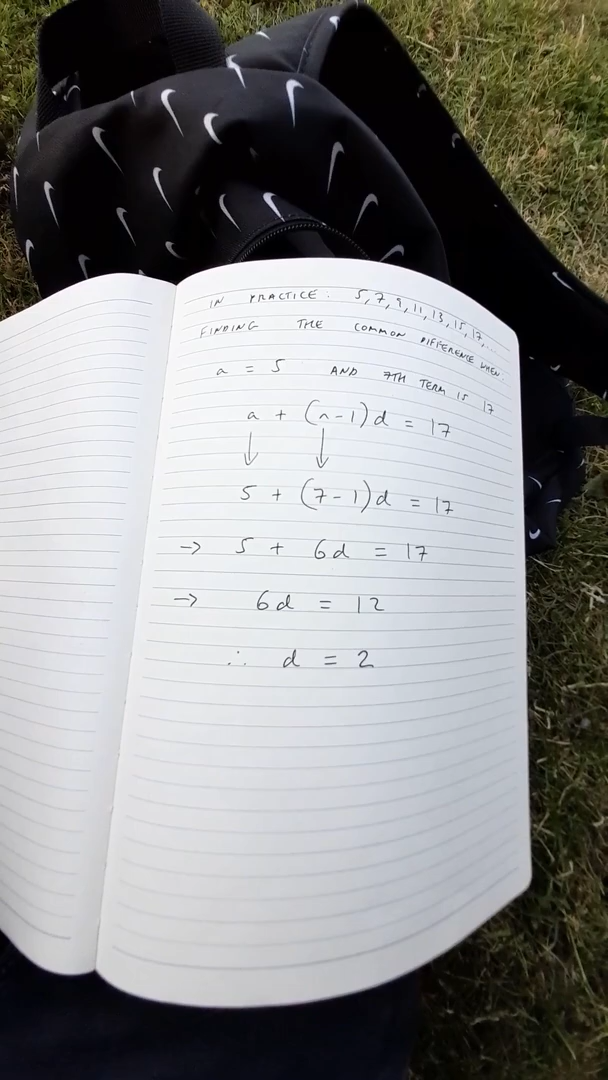 IN PRACTICE: 5, 7, 9, 11, 13, 15, 17, ...
FINDING THE COMMON DIFFERENCE WHEN
a = 5 AND 7TH TERM IS 17
a + (n-1)d = 17
↓ ↓
5 + (7-1)d = 17
→ 5 + 6d = 17
→ 6d = 12
∴ d = 2